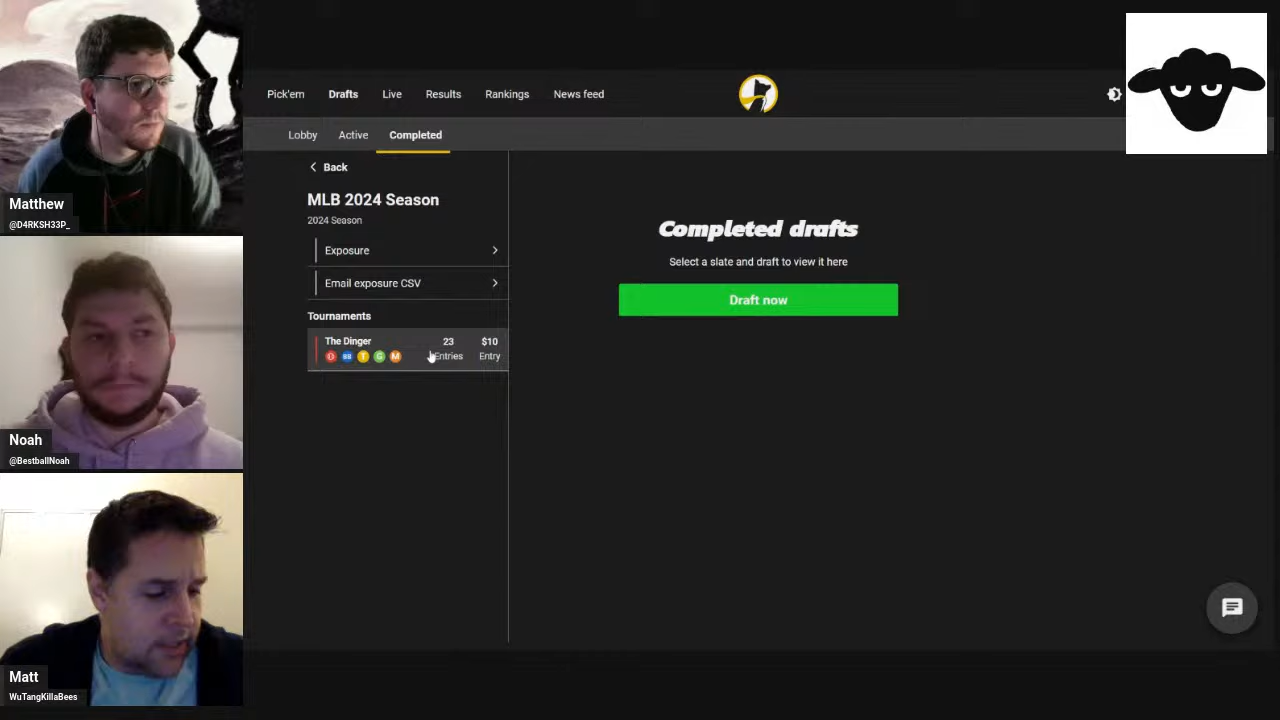 Matthew
@D4RKSH33P_
Noah
@BestballNoah
Matt
WuTangKillaBees
Pick'em Drafts Live Results Rankings News feed
Lobby Active Completed
Back
MLB 2024 Season
2024 Season
Exposure
Email exposure CSV
Tournaments
The Dinger 23 $10
BB T G M Entries Entry
Completed drafts
Select a slate and draft to view it here
Draft now